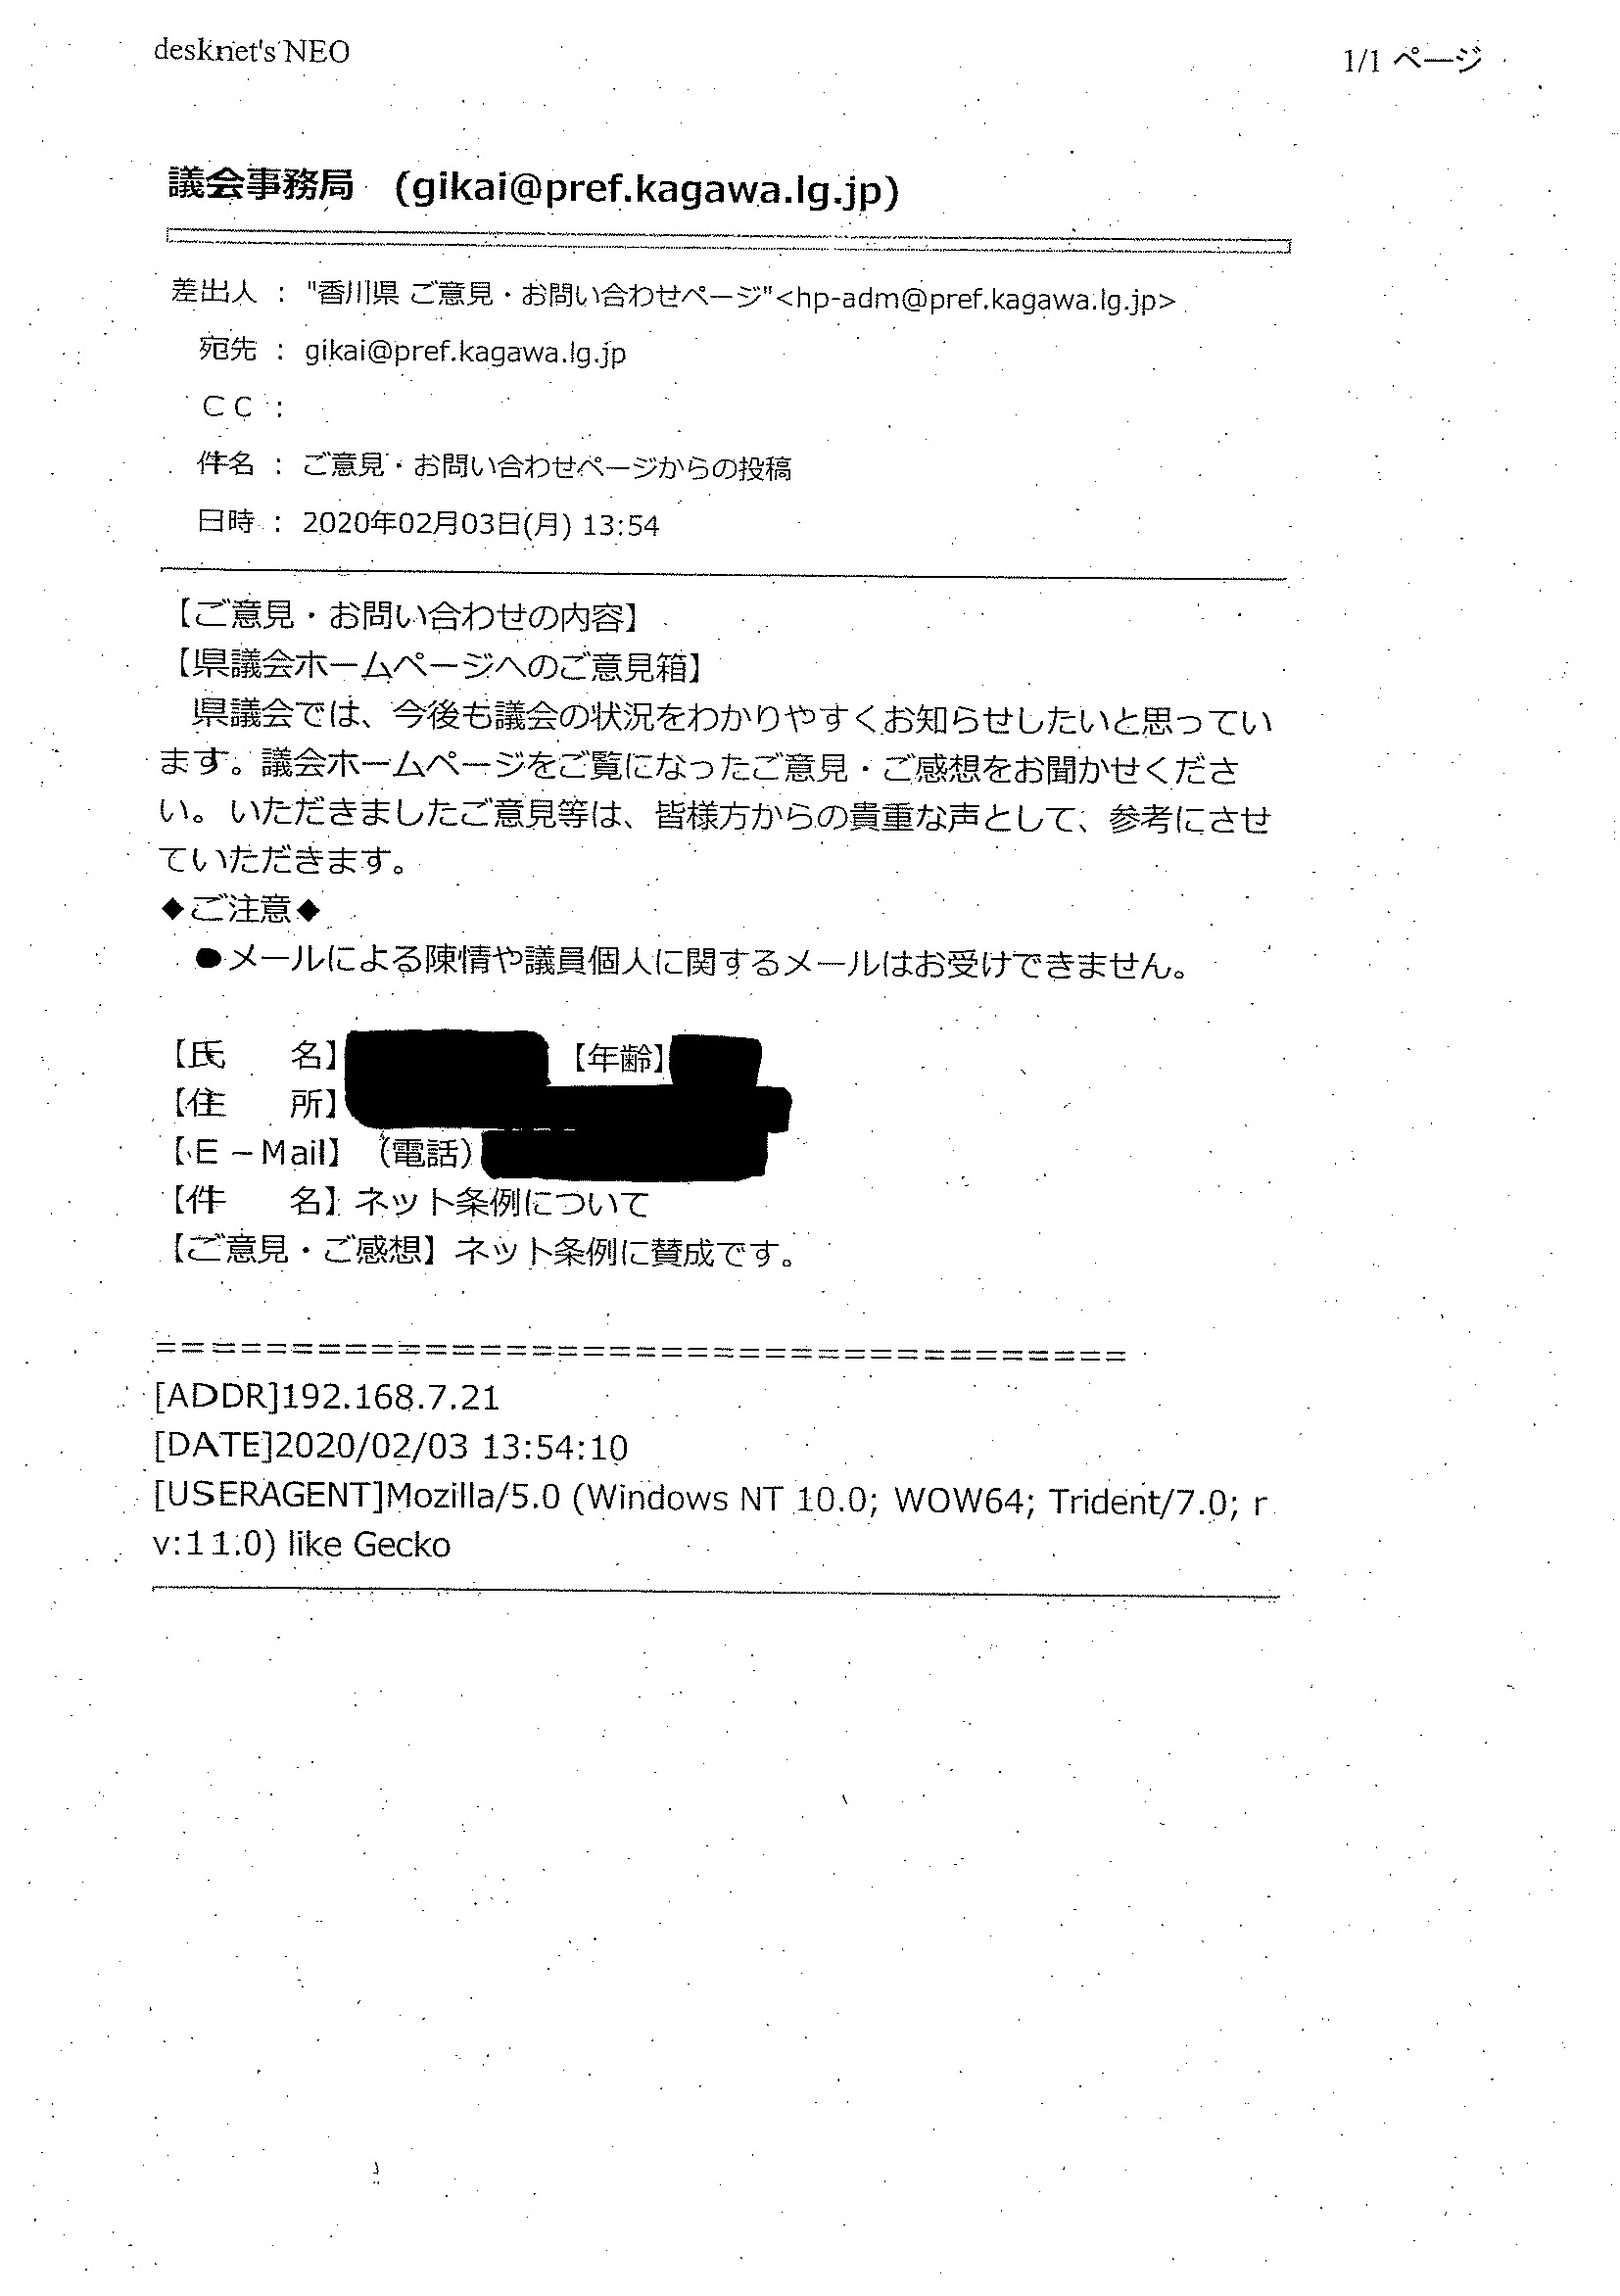 desknet's NEO
1/1 ページ
議会事務局 (gikai@pref.kagawa.lg.jp)
差出人 : "香川県 ご意見・お問い合わせページ"<hp-adm@pref.kagawa.lg.jp>
宛先 : gikai@pref.kagawa.lg.jp
ＣＣ :
件名 : ご意見・お問い合わせページからの投稿
日時 : 2020年02月03日(月) 13:54
【ご意見・お問い合わせの内容】
【県議会ホームページへのご意見箱】
　県議会では、今後も議会の状況をわかりやすくお知らせしたいと思ってい
ます。議会ホームページをご覧になったご意見・ご感想をお聞かせくださ
い。いただきましたご意見等は、皆様方からの貴重な声として、参考にさせ
ていただきます。
◆ご注意◆
　●メールによる陳情や議員個人に関するメールはお受けできません。
【氏　　名】【年齢】
【住　　所】
【Ｅ－Mail】（電話）
【件　　名】ネット条例について
【ご意見・ご感想】ネット条例に賛成です。
=====================================
[ADDR]192.168.7.21
[DATE]2020/02/03 13:54:10
[USERAGENT]Mozilla/5.0 (Windows NT 10.0; WOW64; Trident/7.0; r
v:11.0) like Gecko